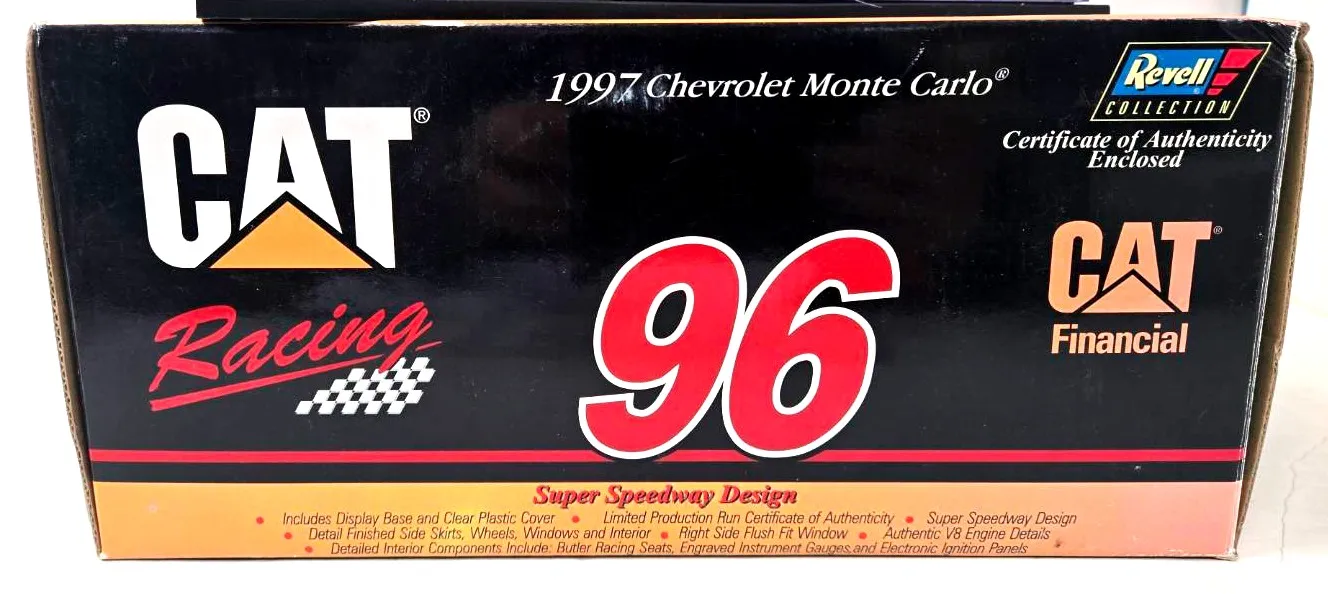 1997 Chevrolet Monte Carlo®
Revell
COLLECTION
Certificate of Authenticity
Enclosed
CAT®
Racing
96
CAT®
Financial
Super Speedway Design
• Includes Display Base and Clear Plastic Cover • Limited Production Run Certificate of Authenticity • Super Speedway Design
• Detail Finished Side Skirts, Wheels, Windows and Interior • Right Side Flush Fit Window • Authentic V8 Engine Details
• Detailed Interior Components Include: Butler Racing Seats, Engraved Instrument Gauges and Electronic Ignition Panels